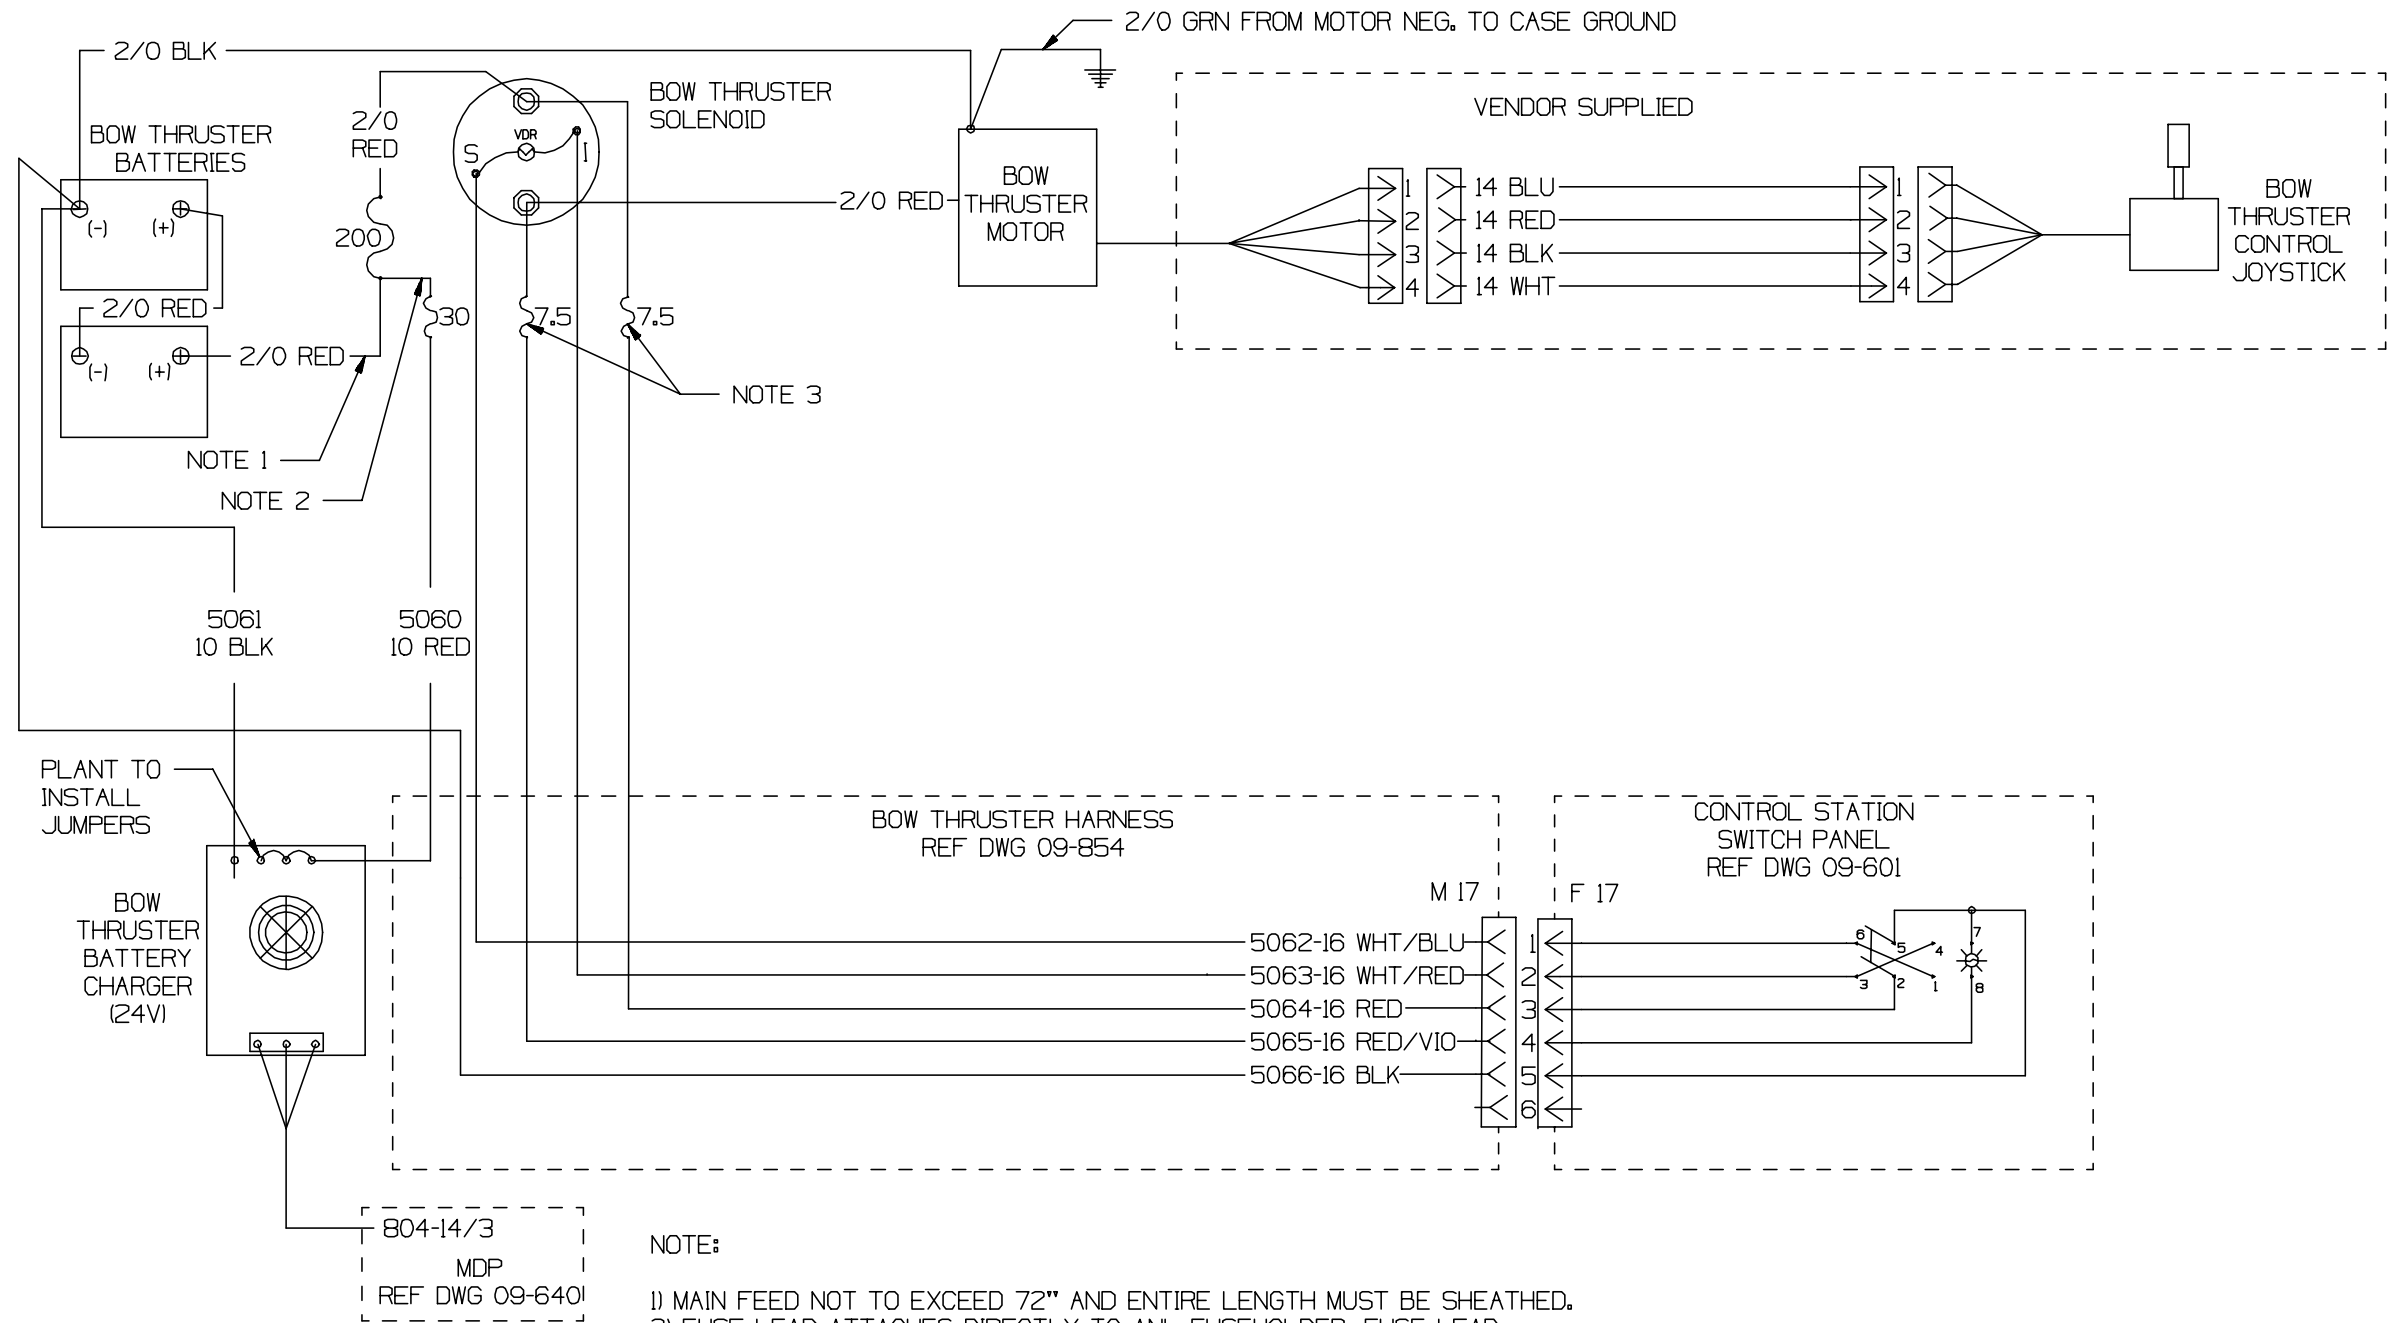 2/0 GRN FROM MOTOR NEG. TO CASE GROUND
2/0 BLK
BOW THRUSTER
SOLENOID
VENDOR SUPPLIED
2/0
RED
BOW THRUSTER
BATTERIES
VDR
S
I
(-)
(+)
200
2/0 RED
BOW
THRUSTER
MOTOR
1
2
3
4
14 BLU
14 RED
14 BLK
14 WHT
1
2
3
4
BOW
THRUSTER
CONTROL
JOYSTICK
2/0 RED
30
7.5
7.5
2/0 RED
(-)
(+)
NOTE 3
NOTE 1
NOTE 2
5061
10 BLK
5060
10 RED
PLANT TO
INSTALL
JUMPERS
BOW THRUSTER HARNESS
REF DWG 09-854
CONTROL STATION
SWITCH PANEL
REF DWG 09-601
BOW
THRUSTER
BATTERY
CHARGER
(24V)
M 17
F 17
5062-16 WHT/BLU
5063-16 WHT/RED
5064-16 RED
5065-16 RED/VIO
5066-16 BLK
1
2
3
4
5
6
6
5
4
7
3
2
1
8
804-14/3
MDP
REF DWG 09-640
NOTE:
1) MAIN FEED NOT TO EXCEED 72" AND ENTIRE LENGTH MUST BE SHEATHED.